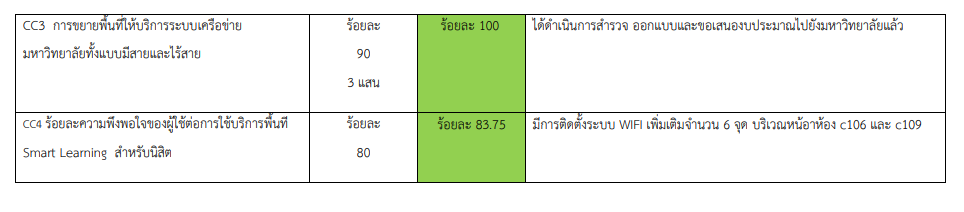 CC3 การขยายพื้นที่ให้บริการระบบเครือข่าย
มหาวิทยาลัยทั้งแบบมีสายและไร้สาย
ร้อยละ
90
3 แสน
ร้อยละ 100
ได้ดำเนินการสำรวจ ออกแบบและขอเสนองบประมาณไปยังมหาวิทยาลัยแล้ว
CC4 ร้อยละความพึงพอใจของผู้ใช้ต่อการใช้บริการพื้นที่
Smart Learning สำหรับนิสิต
ร้อยละ
80
ร้อยละ 83.75
มีการติดตั้งระบบ WIFI เพิ่มเติมจำนวน 6 จุด บริเวณหน้อาห้อง c106 และ c109